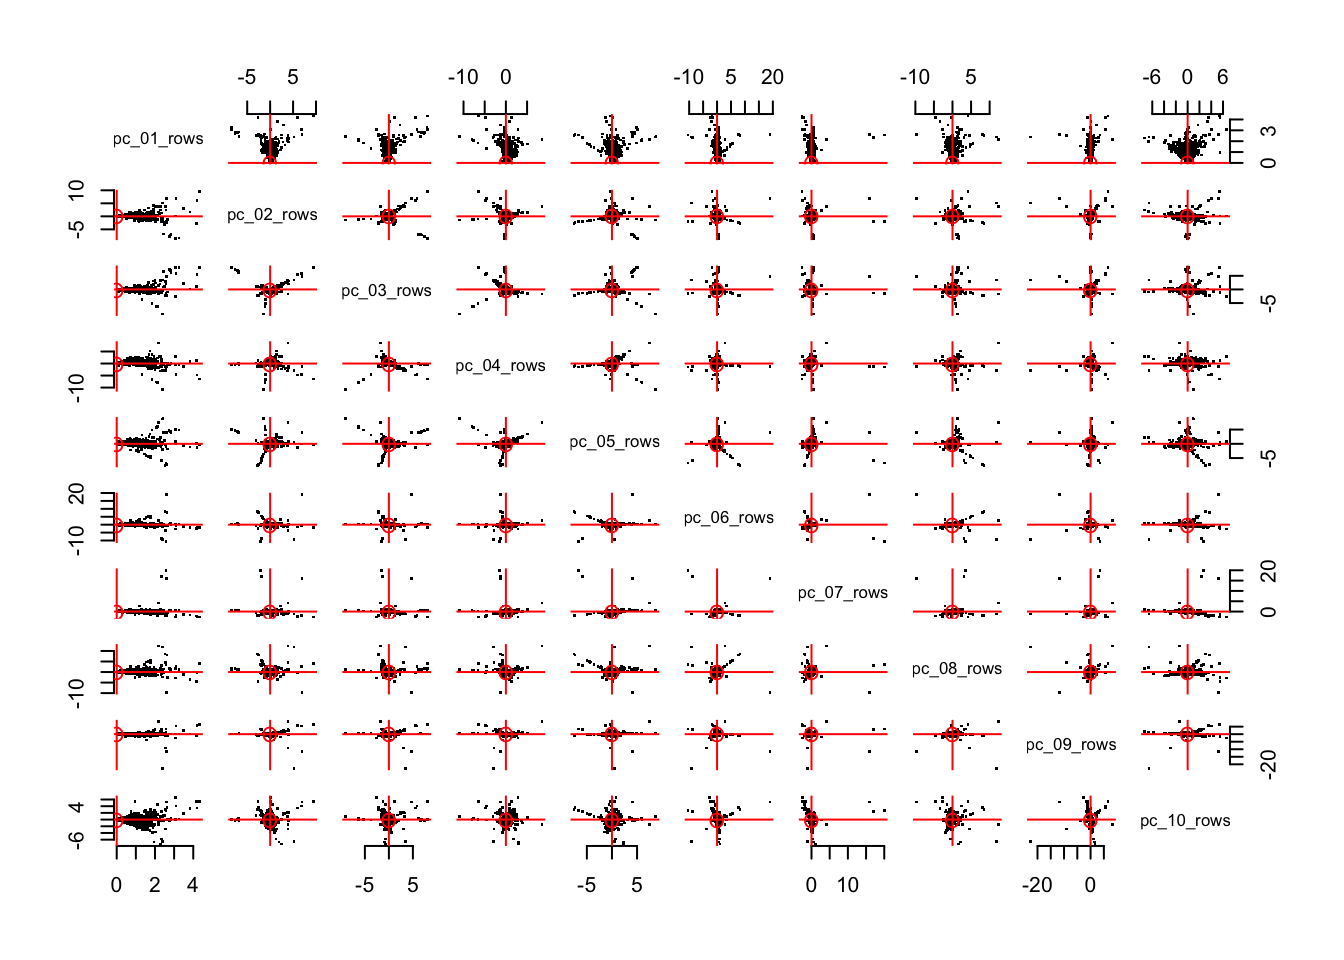 -5 5 -10 0 -10 5 20 -10 5 -6 0 6
pc_01_rows 0 3
-5 10 pc_02_rows
pc_03_rows -5
-10 pc_04_rows
pc_05_rows -5
-10 20 pc_06_rows
pc_07_rows 0 20
-10 pc_08_rows
pc_09_rows -20
-6 4 pc_10_rows
0 2 4 -5 5 -5 5 0 10 -20 0